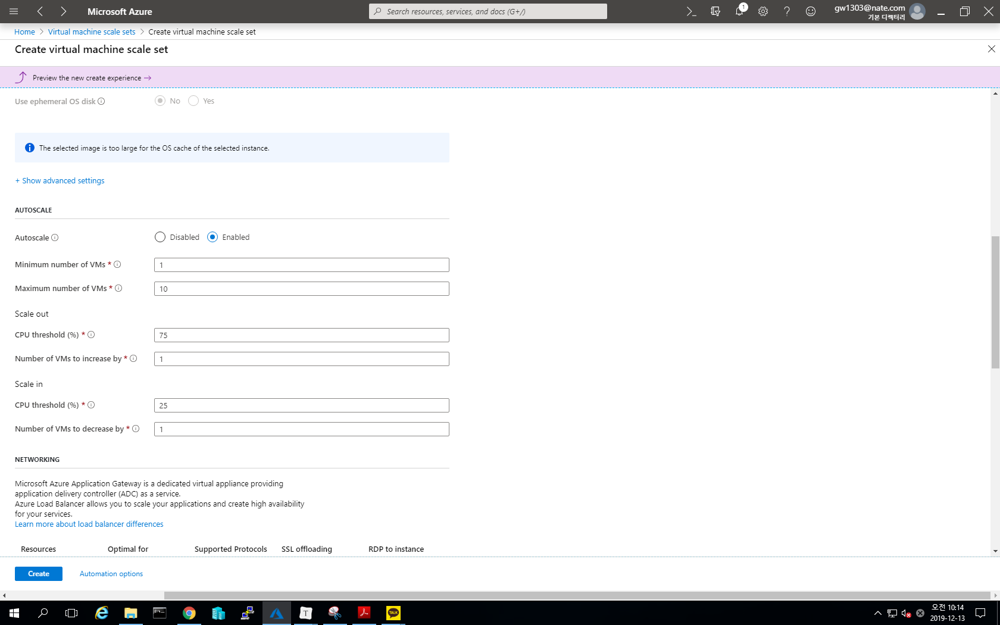 Microsoft Azure
Search resources, services, and docs (G+/)
1
gw1303@nate.com
기본 디렉터리
Home > Virtual machine scale sets > Create virtual machine scale set
Create virtual machine scale set
Preview the new create experience →
Use ephemeral OS disk No Yes
The selected image is too large for the OS cache of the selected instance.
+ Show advanced settings
AUTOSCALE
Autoscale Disabled Enabled
Minimum number of VMs * 1
Maximum number of VMs * 10
Scale out
CPU threshold (%) * 75
Number of VMs to increase by * 1
Scale in
CPU threshold (%) * 25
Number of VMs to decrease by * 1
NETWORKING
Microsoft Azure Application Gateway is a dedicated virtual appliance providing
application delivery controller (ADC) as a service.
Azure Load Balancer allows you to scale your applications and create high availability
for your services.
Learn more about load balancer differences
Resources Optimal for Supported Protocols SSL offloading RDP to instance
Create Automation options
T
TALK
오전 10:14
2019-12-13